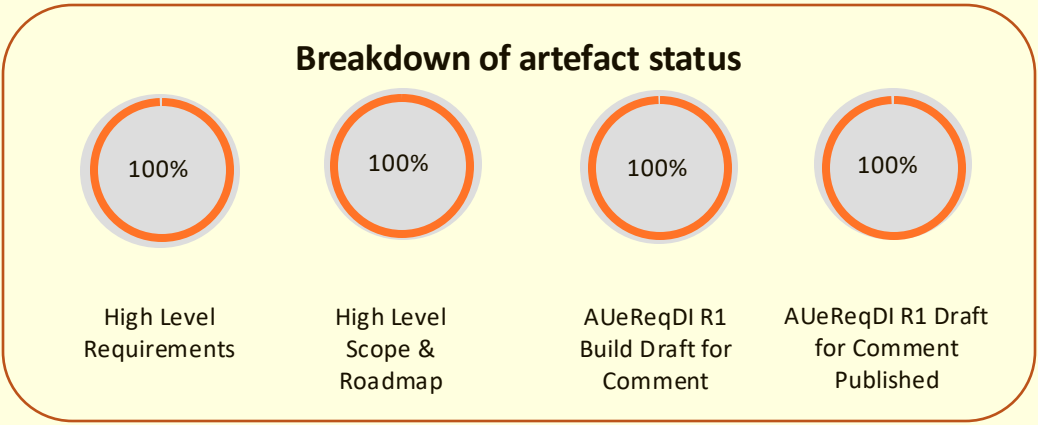 Breakdown of artefact status
100%
100%
100%
100%
High Level
Requirements
High Level
Scope &
Roadmap
AUeReqDI R1
Build Draft for
Comment
AUeReqDI R1 Draft
for Comment
Published